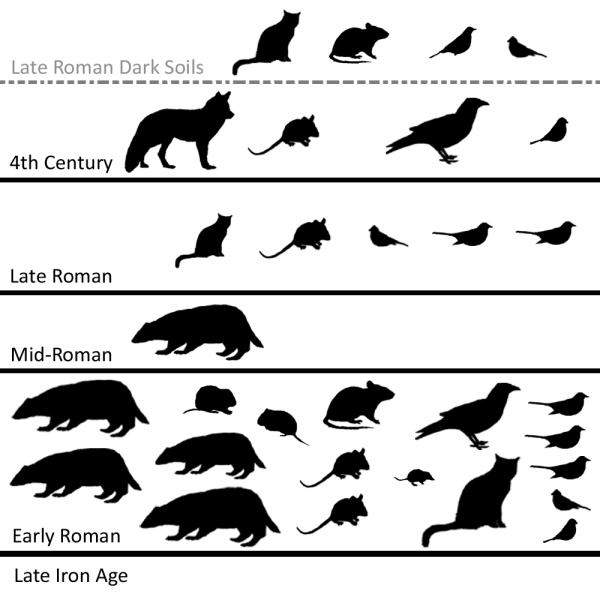 Late Roman Dark Soils
4th Century
Late Roman
Mid-Roman
Early Roman
Late Iron Age